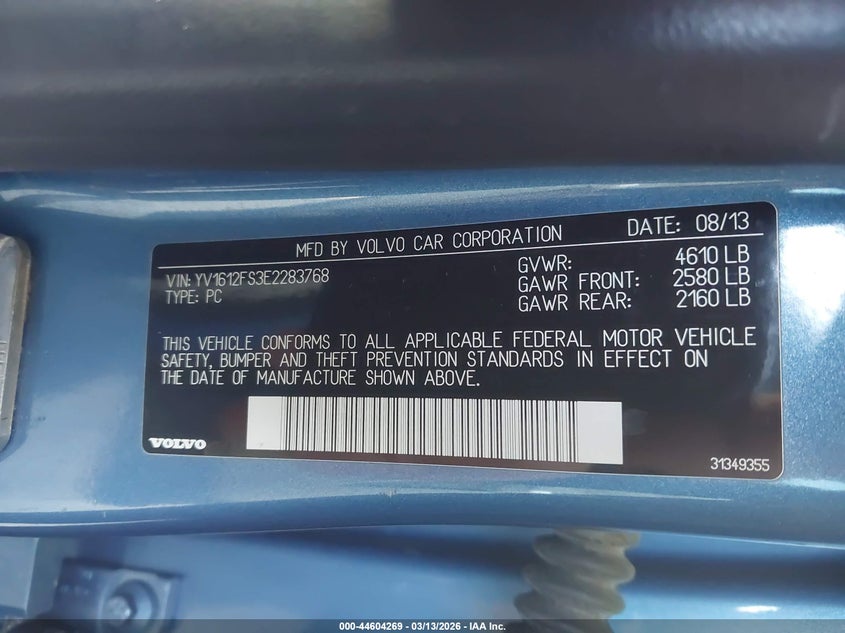 MFD BY VOLVO CAR CORPORATION DATE: 08/13
VIN: YV1612FS3E2283768
TYPE: PC
GVWR: 4610 LB
GAWR FRONT: 2580 LB
GAWR REAR: 2160 LB
THIS VEHICLE CONFORMS TO ALL APPLICABLE FEDERAL MOTOR VEHICLE
SAFETY, BUMPER AND THEFT PREVENTION STANDARDS IN EFFECT ON
THE DATE OF MANUFACTURE SHOWN ABOVE.
VOLVO
31349355
000-44604269 - 03/13/2026 - IAA Inc.